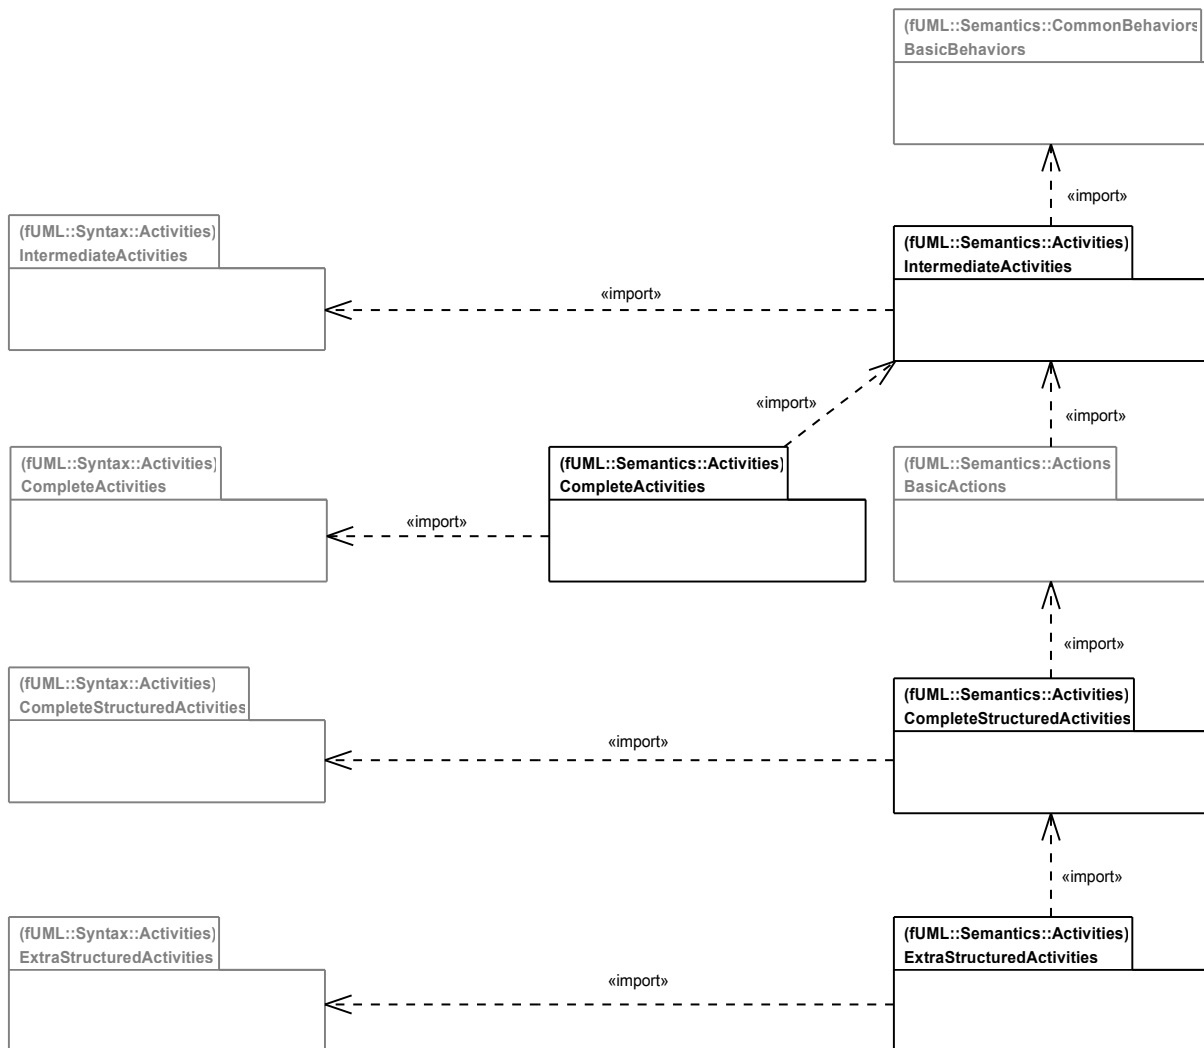 (fUML::Semantics::CommonBehaviors
BasicBehaviors
«import»
(fUML::Syntax::Activities)
IntermediateActivities
(fUML::Semantics::Activities)
IntermediateActivities
«import»
«import»
«import»
(fUML::Syntax::Activities)
CompleteActivities
(fUML::Semantics::Activities)
CompleteActivities
(fUML::Semantics::Actions
BasicActions
«import»
«import»
(fUML::Syntax::Activities)
CompleteStructuredActivities
(fUML::Semantics::Activities)
CompleteStructuredActivities
«import»
«import»
(fUML::Syntax::Activities)
ExtraStructuredActivities
(fUML::Semantics::Activities)
ExtraStructuredActivities
«import»